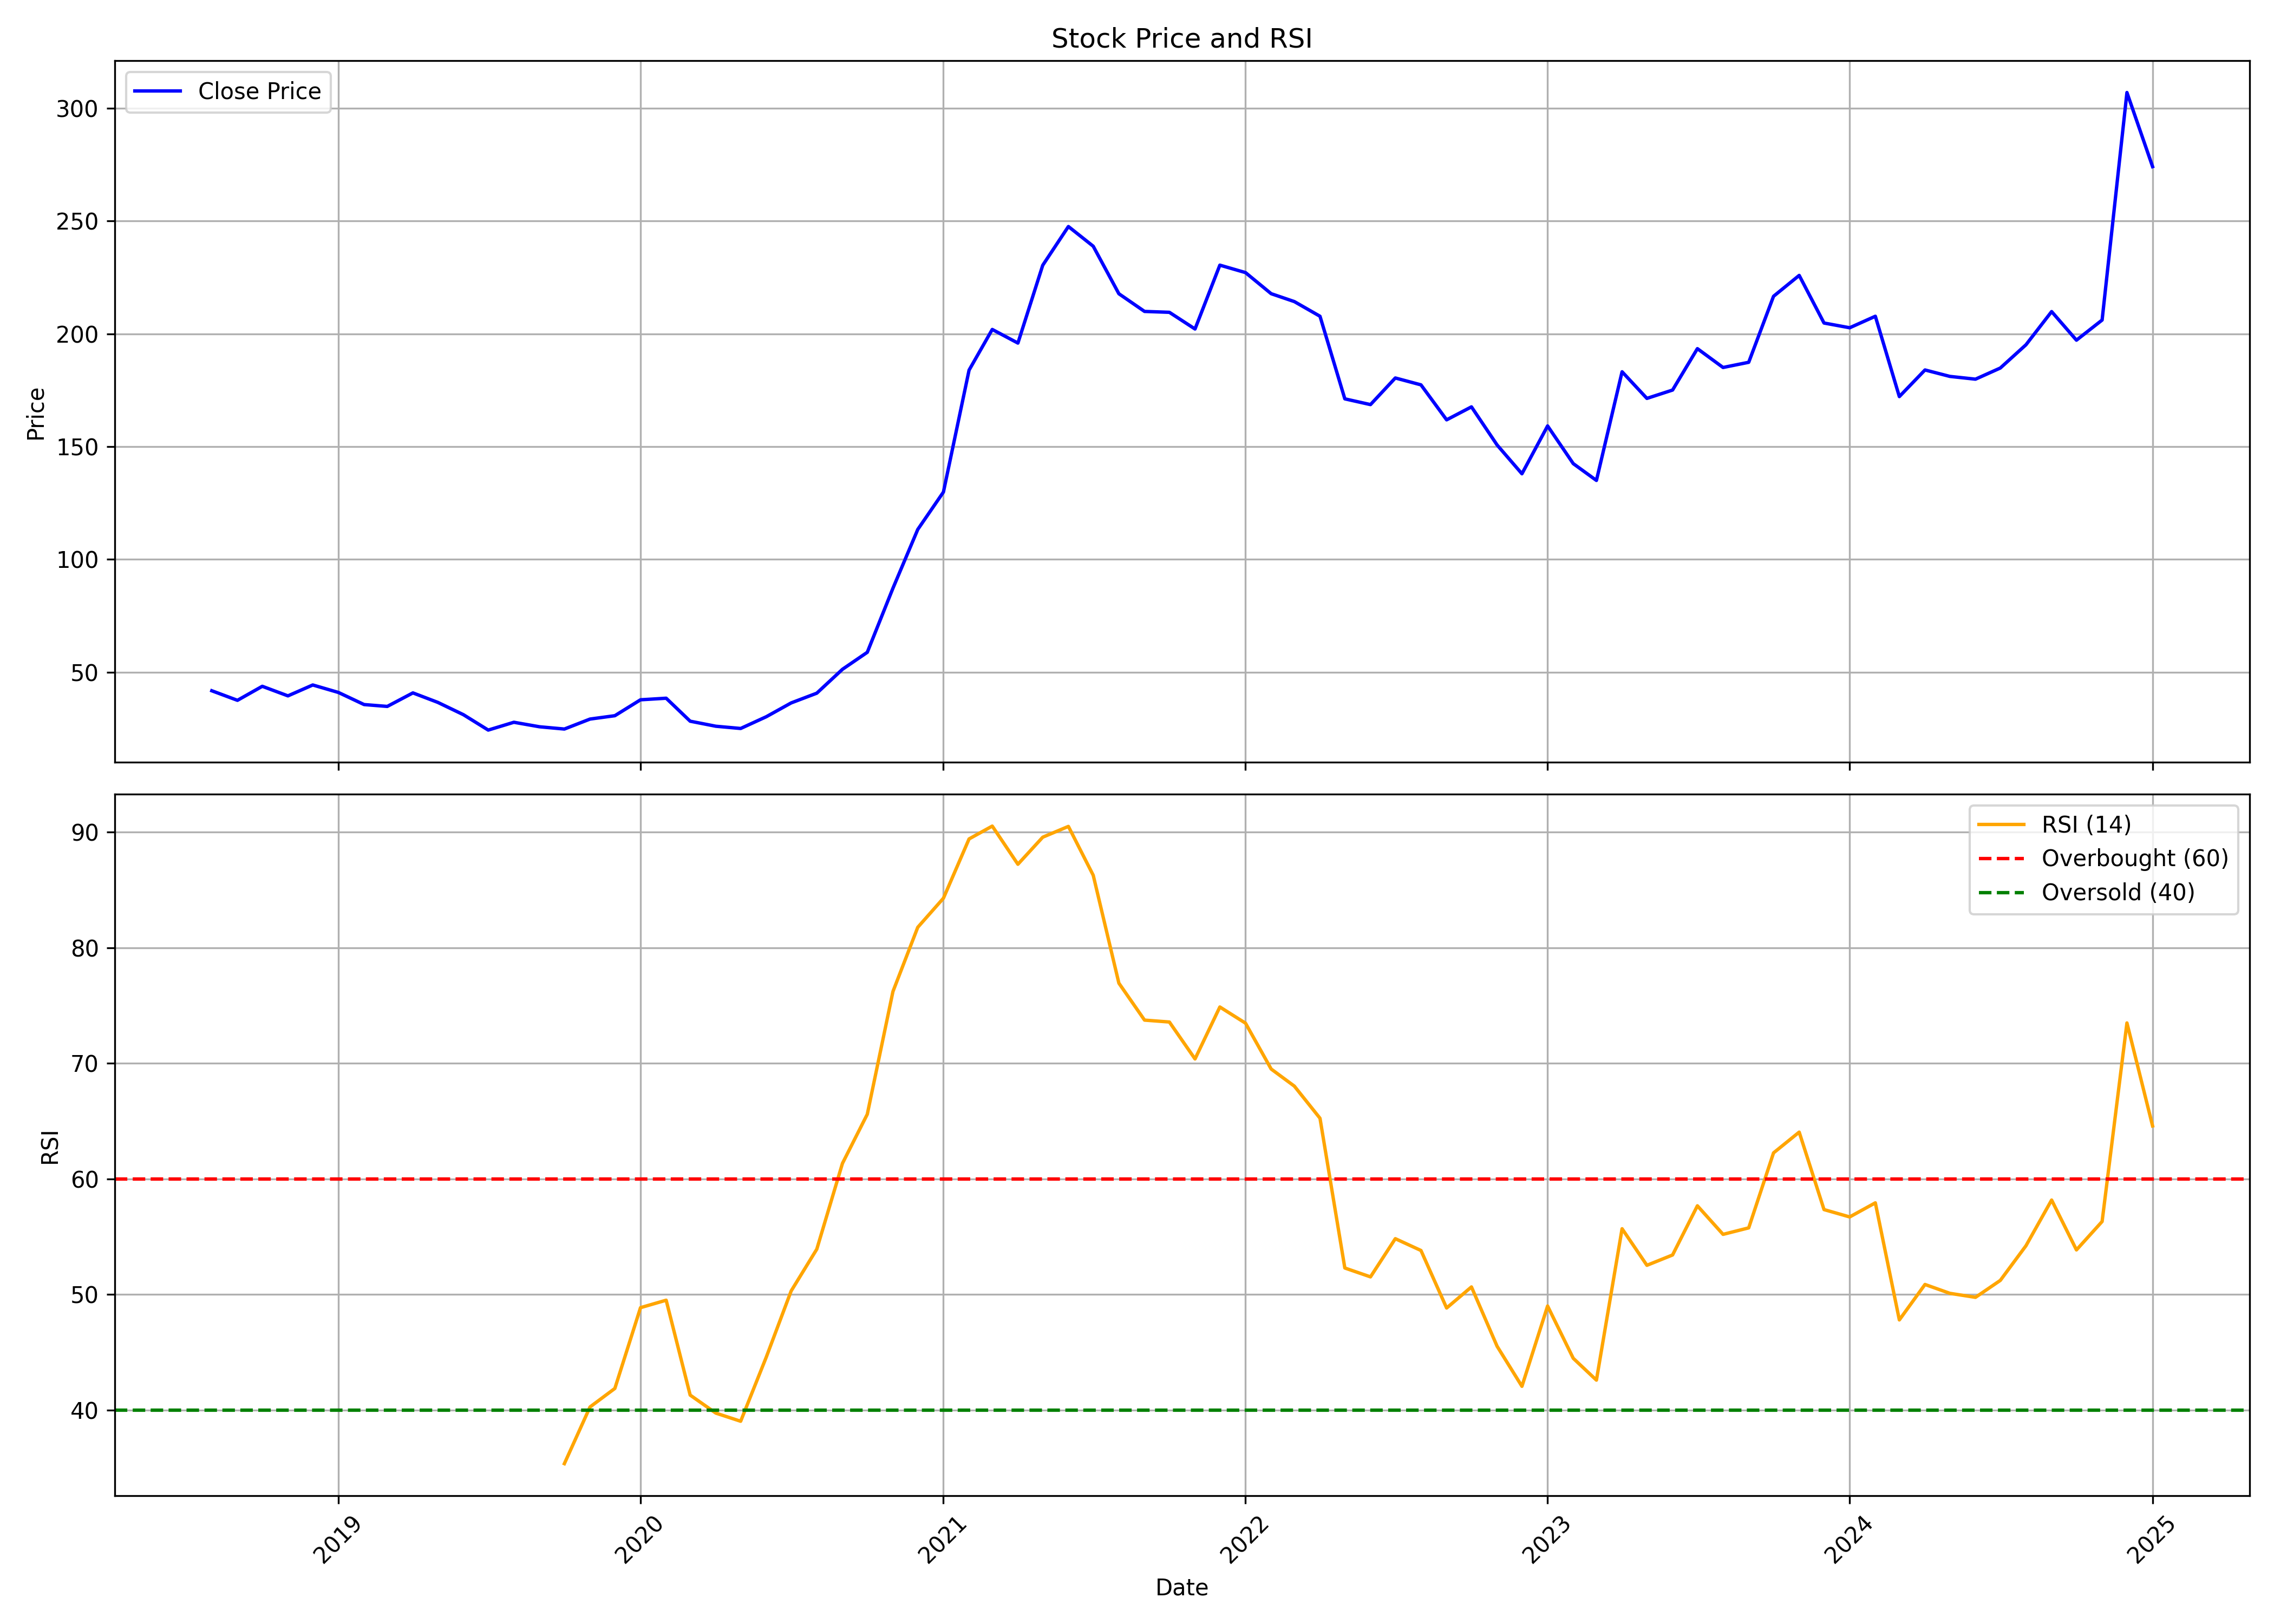 Stock Price and RSI
Close Price
300
250
200
150
100
50
Price
RSI (14)
Overbought (60)
Oversold (40)
90
80
70
60
50
40
RSI
2019
2020
2021
2022
2023
2024
2025
Date